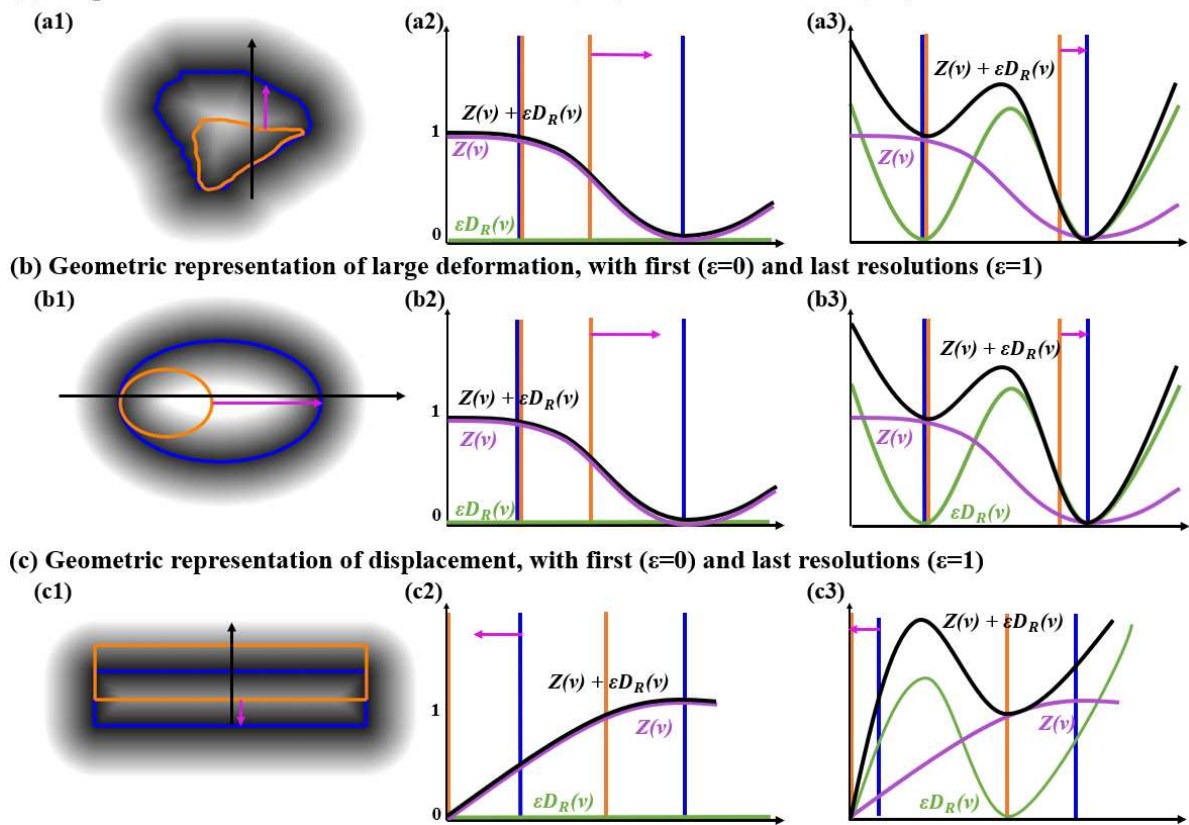 (a1)
(a2)
(a3)
Z(v) + εD_R(v)
1
Z(v)
εD_R(v)
0
Z(v) + εD_R(v)
Z(v)
(b) Geometric representation of large deformation, with first (ε=0) and last resolutions (ε=1)
(b1)
(b2)
(b3)
Z(v) + εD_R(v)
1
Z(v)
εD_R(v)
0
Z(v) + εD_R(v)
Z(v)
εD_R(v)
(c) Geometric representation of displacement, with first (ε=0) and last resolutions (ε=1)
(c1)
(c2)
(c3)
Z(v) + εD_R(v)
1
Z(v)
εD_R(v)
0
Z(v) + εD_R(v)
Z(v)
εD_R(v)